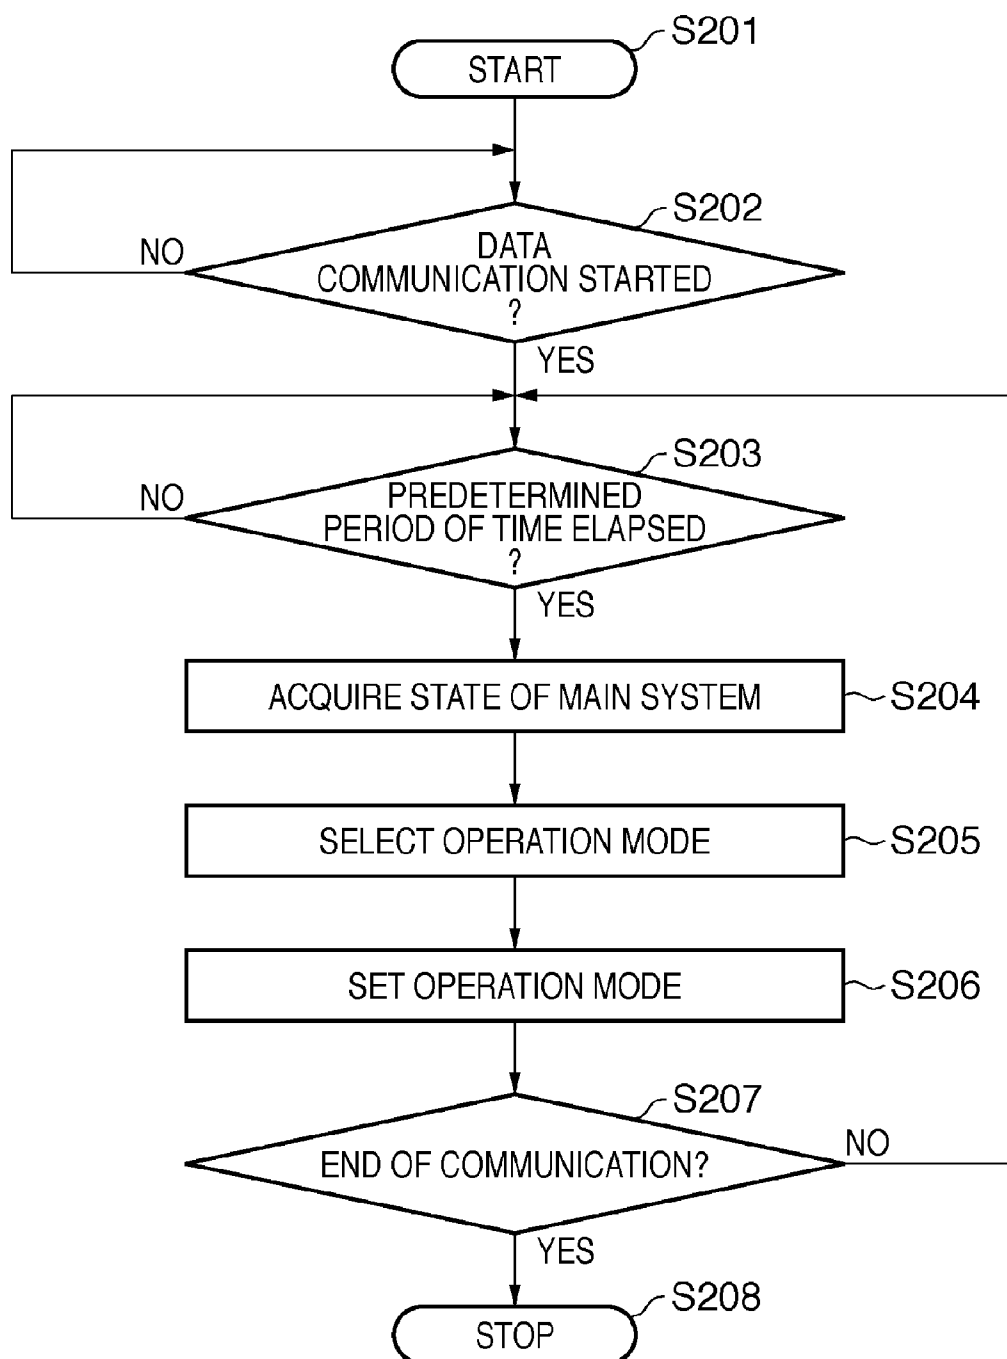 S201
START
S202
DATA
COMMUNICATION STARTED
?
NO
YES
S203
PREDETERMINED
PERIOD OF TIME ELAPSED
?
NO
YES
ACQUIRE STATE OF MAIN SYSTEM
S204
SELECT OPERATION MODE
S205
SET OPERATION MODE
S206
S207
END OF COMMUNICATION?
NO
YES
S208
STOP